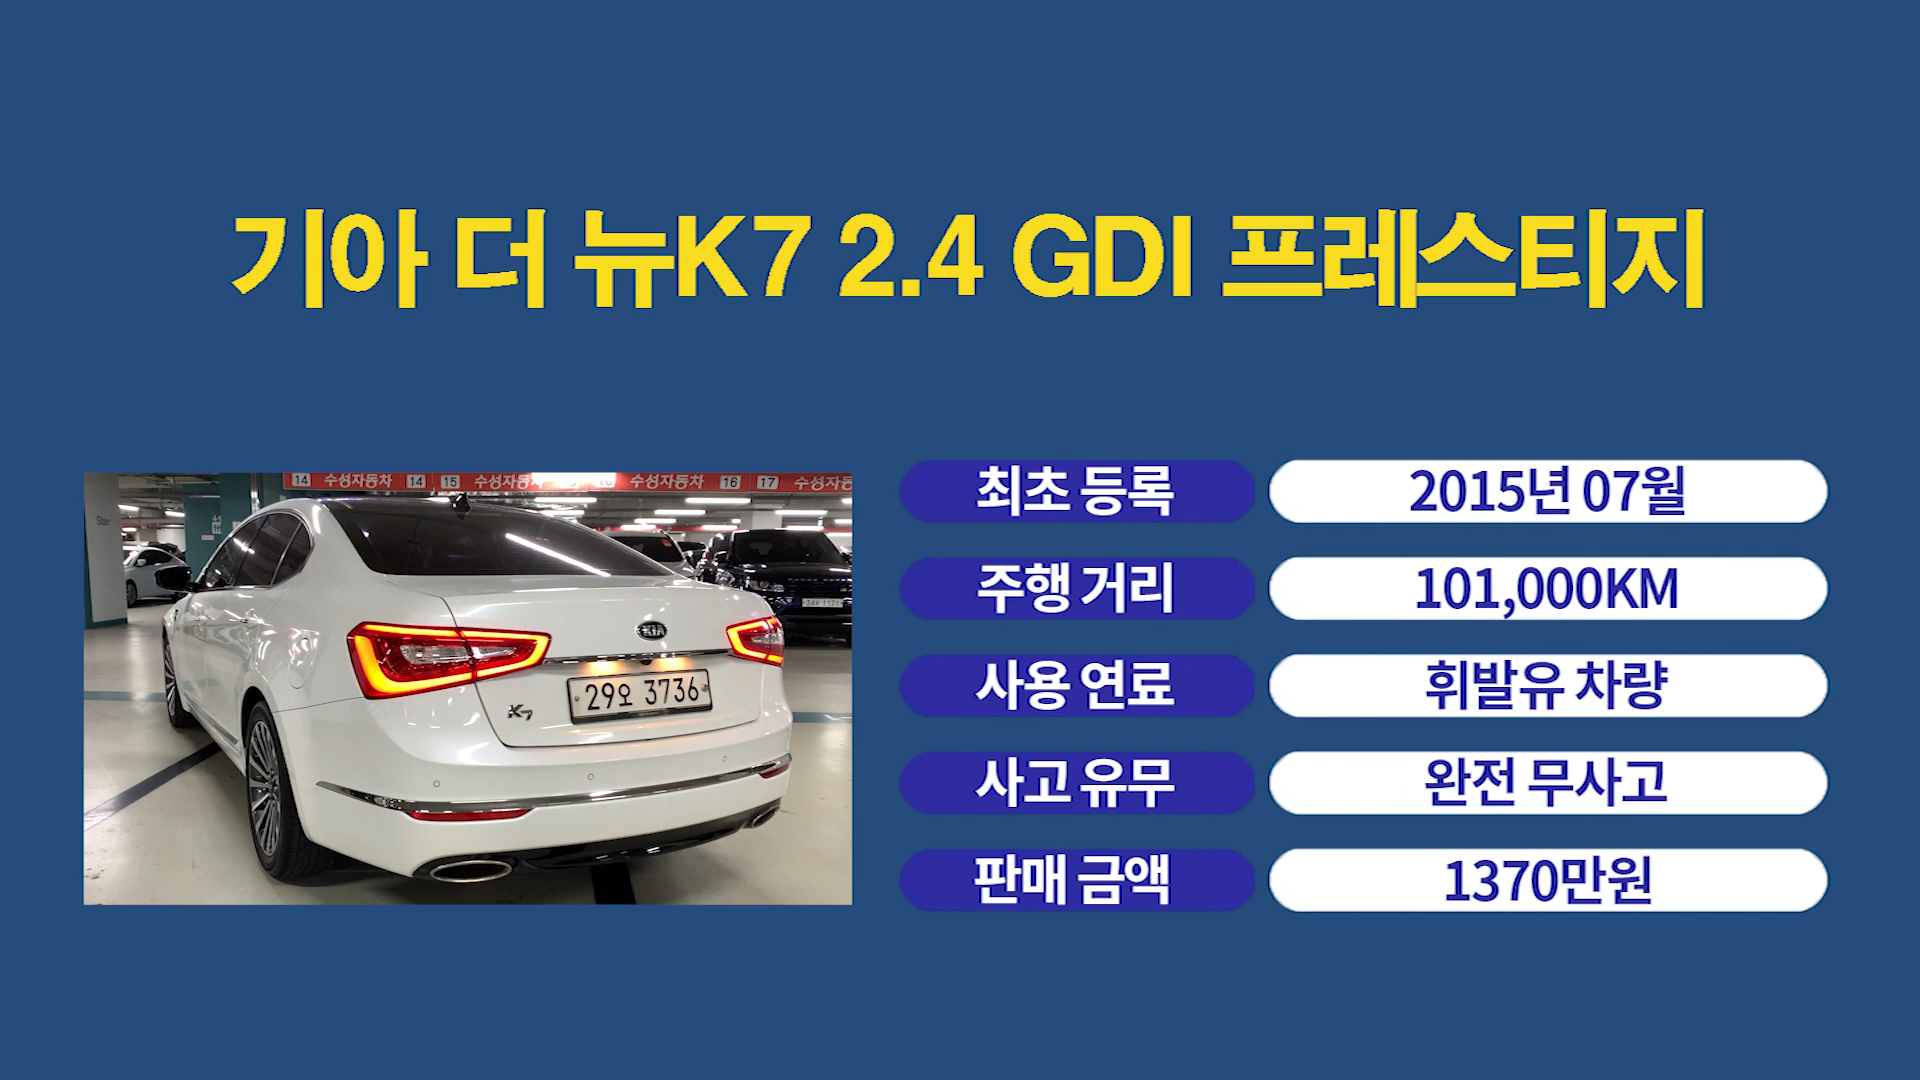 기아 더 뉴K7 2.4 GDI 프레스티지
14 수성자동차 14 15 수성자동차 수성자동차 16 17 수성자동차
Stair
KIA
K7
29오 3736
최초 등록 2015년 07월
주행 거리 101,000KM
사용 연료 휘발유 차량
사고 유무 완전 무사고
판매 금액 1370만원